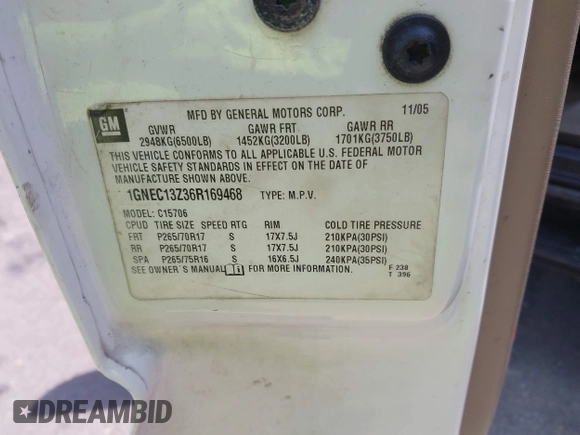 GM
MFD BY GENERAL MOTORS CORP. 11/05
GVWR GAWR FRT GAWR RR
2948KG(6500LB) 1452KG(3200LB) 1701KG(3750LB)
THIS VEHICLE CONFORMS TO ALL APPLICABLE U.S. FEDERAL MOTOR
VEHICLE SAFETY STANDARDS IN EFFECT ON THE DATE OF
MANUFACTURE SHOWN ABOVE.
1GNEC13Z36R169468 TYPE: M.P.V.
MODEL: C15706
CPUD TIRE SIZE SPEED RTG RIM COLD TIRE PRESSURE
FRT P265/70R17 S 17X7.5J 210KPA(30PSI)
RR P265/70R17 S 17X7.5J 210KPA(30PSI)
SPA P265/75R16 S 16X6.5J 240KPA(35PSI)
SEE OWNER'S MANUAL FOR MORE INFORMATION.
F 238
T 396
DREAMBID